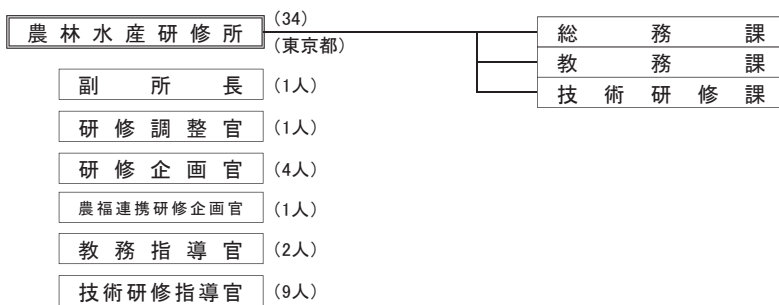 農林水産研修所 (34)
(東京都)
総務課
教務課
技術研修課
副所長 (1人)
研修調整官 (1人)
研修企画官 (4人)
農福連携研修企画官 (1人)
教務指導官 (2人)
技術研修指導官 (9人)